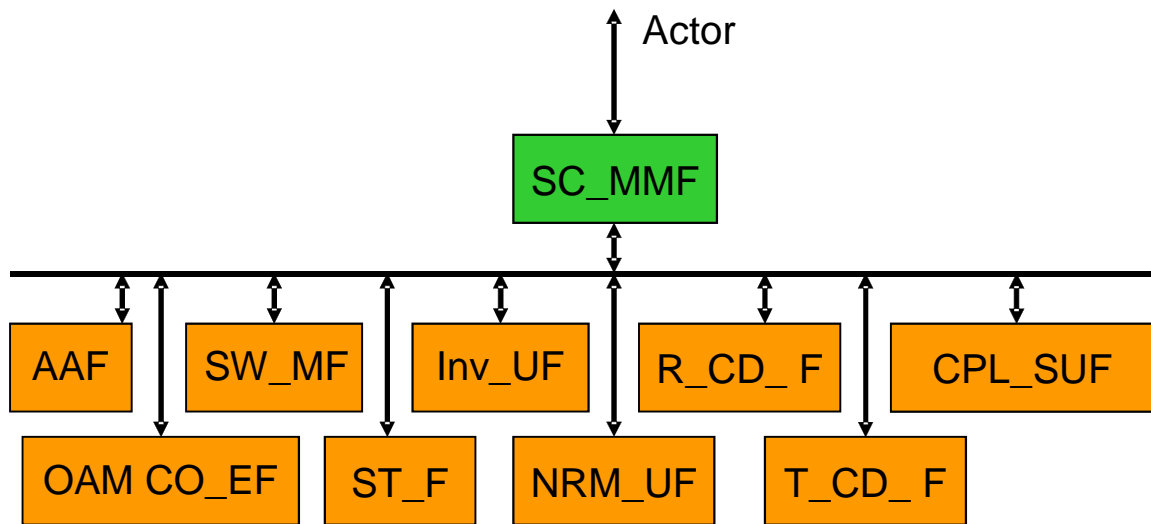 Actor
SC_MMF
AAF
SW_MF
Inv_UF
R_CD_ F
CPL_SUF
OAM CO_EF
ST_F
NRM_UF
T_CD_ F